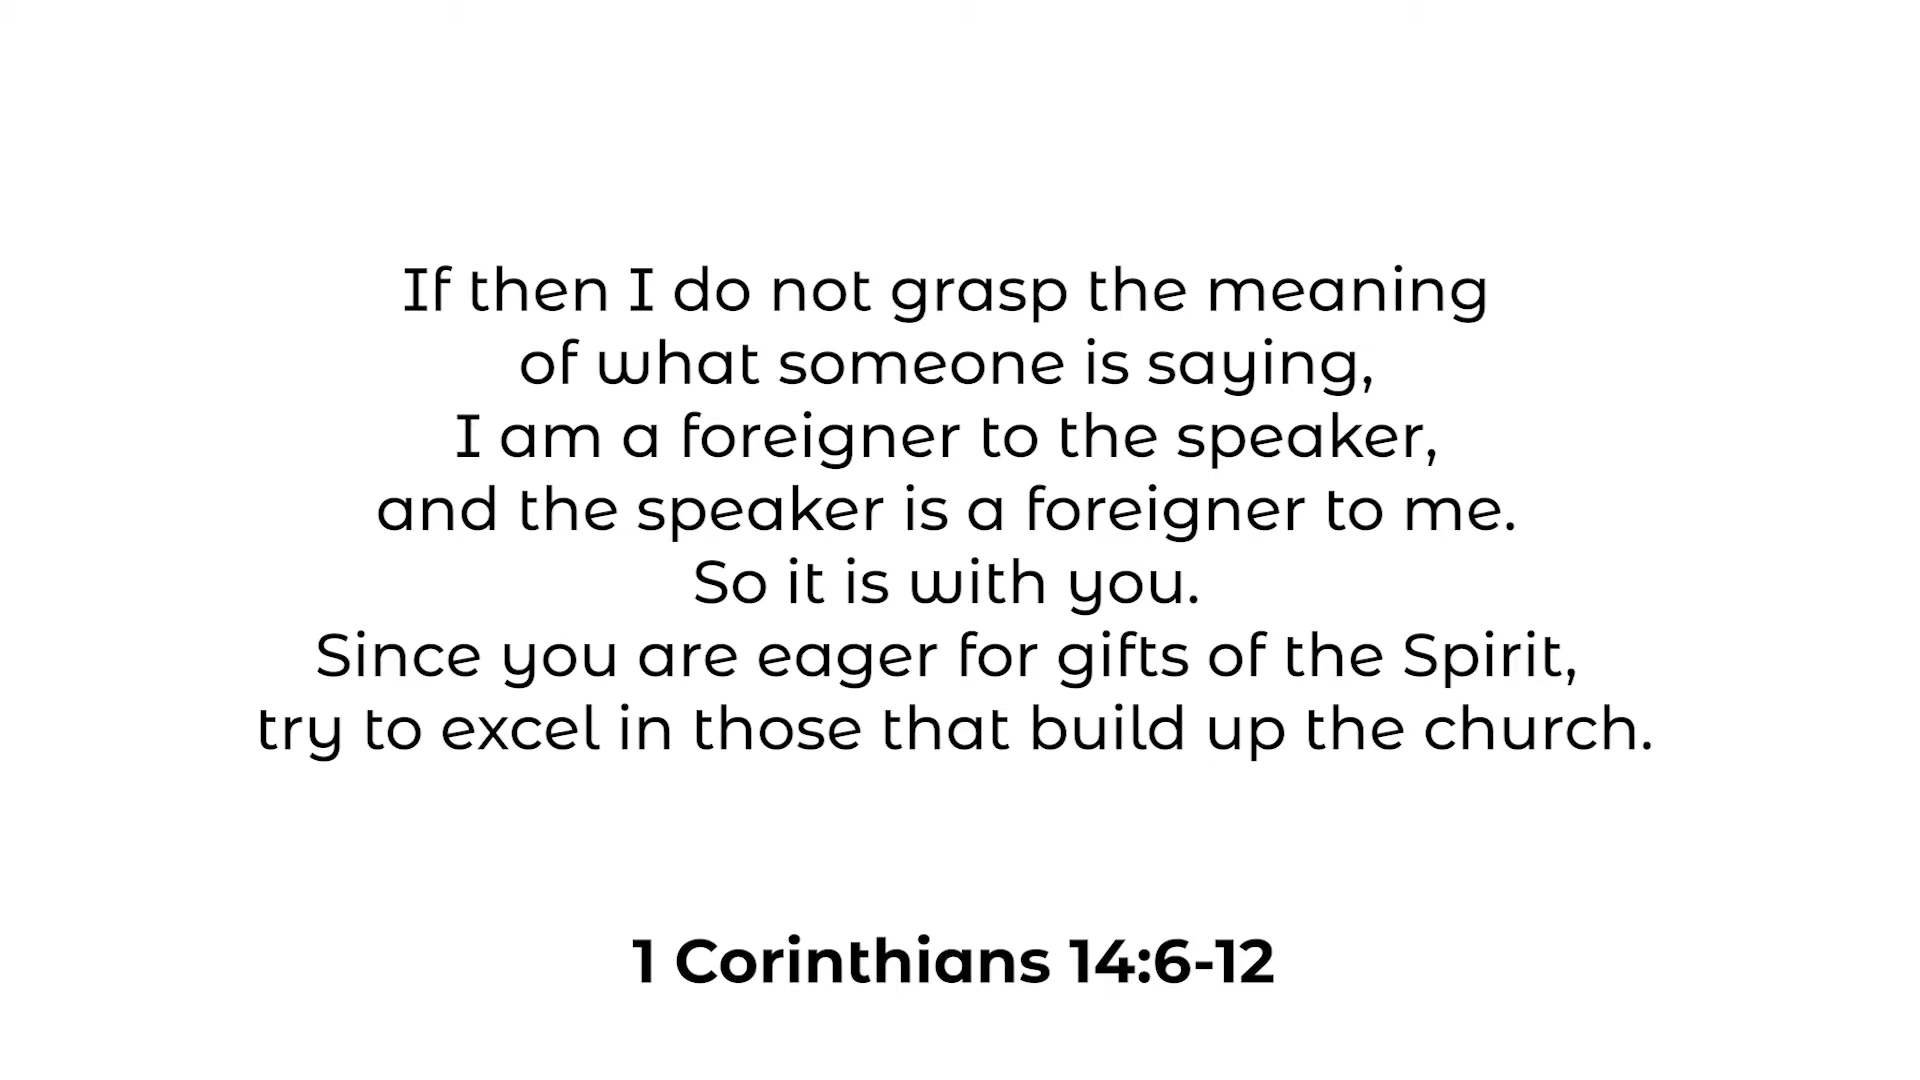 If then I do not grasp the meaning
of what someone is saying,
I am a foreigner to the speaker,
and the speaker is a foreigner to me.
So it is with you.
Since you are eager for gifts of the Spirit,
try to excel in those that build up the church.
1 Corinthians 14:6-12